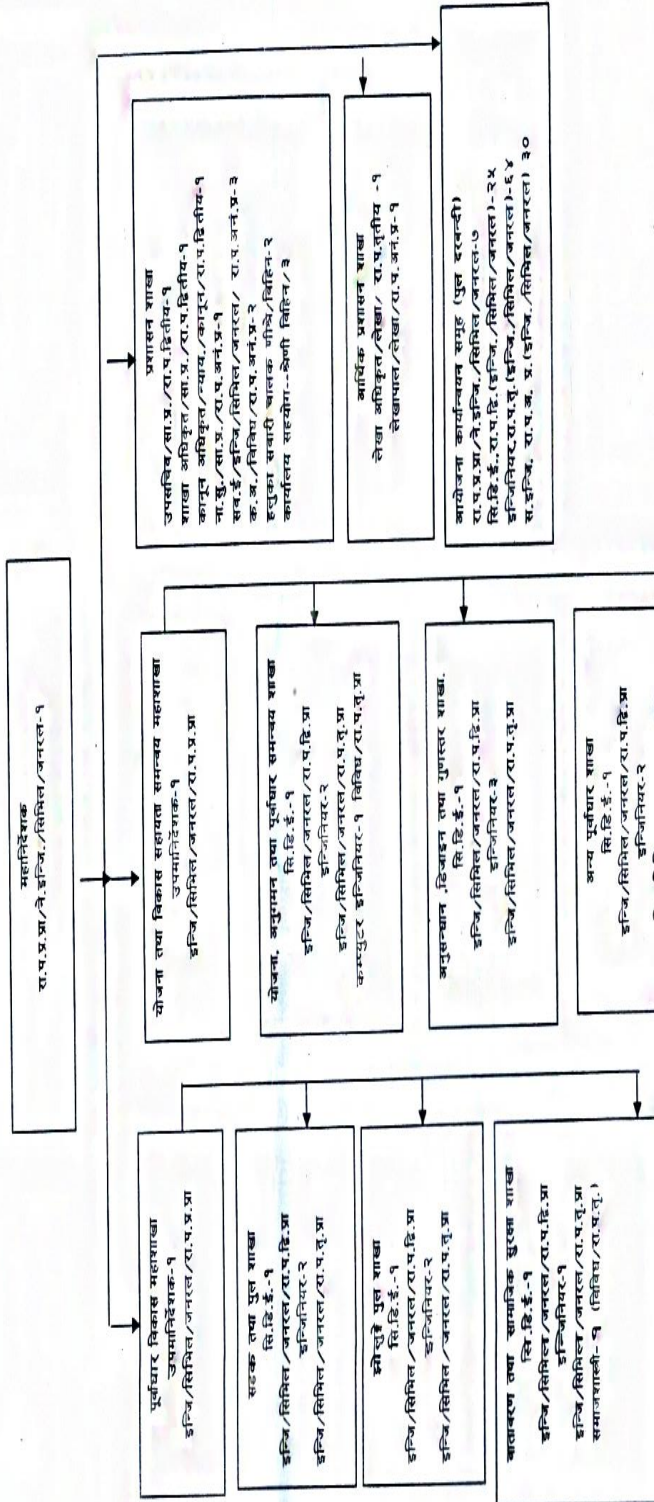 महानिर्देशक
रा.प.प्र.प्रा/ने.इन्जि/सिभिल/जनरल-१
पूर्वाधार विकास महाशाखा
उपमहानिर्देशक-१
इन्जि/सिभिल/जनरल/रा.प.प्र.प्रा
सडक तथा पुल शाखा
सि.डि.ई.-१
इन्जि/सिभिल/जनरल/रा.प.द्वि.प्रा
इन्जिनियर-२
इन्जि/सिभिल/जनरल/रा.प.तृ.प्रा
झोलुङ्गे पुल शाखा
सि.डि.ई.-१
इन्जि/सिभिल/जनरल/रा.प.द्वि.प्रा
इन्जिनियर-२
इन्जि/सिभिल/जनरल/रा.प.तृ.प्रा
वातावरण तथा सामाजिक सुरक्षा शाखा
सि.डि.ई.-१
इन्जि/सिभिल/जनरल/रा.प.द्वि.प्रा
इन्जिनियर-१
इन्जि/सिभिल/जनरल/रा.प.तृ.प्रा
समाजशास्त्री-१ (विविध/रा.प.तृ.)
योजना तथा विकास सहायता समन्वय महाशाखा
उपमहानिर्देशक-१
इन्जि/सिभिल/जनरल/रा.प.प्र.प्रा
योजना, अनुगमन तथा पूर्वाधार समन्वय शाखा
सि.डि.ई.-१
इन्जि/सिभिल/जनरल/रा.प.द्वि.प्रा
इन्जिनियर-२
इन्जि/सिभिल/जनरल/रा.प.तृ.प्रा
कम्प्युटर इन्जिनियर-१ विविध/रा.प.तृ.प्रा
अनुसन्धान डिजाइन तथा गुणस्तर शाखा.
सि.डि.ई.-१
इन्जि/सिभिल/जनरल/रा.प.द्वि.प्रा
इन्जिनियर-३
इन्जि/सिभिल/जनरल/रा.प.तृ.प्रा
अन्य पूर्वाधार शाखा
सि.डि.ई.-१
इन्जि/सिभिल/जनरल/रा.प.द्वि.प्रा
इन्जिनियर-२
प्रशासन शाखा
उपसचिव/सा.प्र/रा.प.द्वितीय-१
शाखा अधिकृत/सा.प्र./रा.प.द्वितीय-१
कानून अधिकृत/न्याय/कानून/रा.प.द्वितीय-१
ना.सु./सा.प्र/रा.प.अनं.प्र-१
सव.ई/इन्जि/सिभिल/जनरल/ रा.प.अनं.प्र-३
क.अ./विविध/रा.प.अनं.प्र-२
हलुका सवारी चालक पाँचौ/विहिन-२
कार्यालय सहयोगी-श्रेणी विहिन/३
आर्थिक प्रशासन शाखा
लेखा अधिकृत/लेखा/ रा.प.तृतीय -१
लेखापाल/लेखा/रा.प.अनं.प्र-१
आयोजना कार्यान्वयन समूह (पुल दरबन्दी)
रा.प.प्र.प्रा/ने.इन्जि/सिभिल/जनरल-७
सि.डि.ई. रा.प.द्वि.(इन्जि./सिभिल/जनरल)-२५
इन्जिनियर,रा.प.तृ.(इन्जि./सिभिल/जनरल)-६४
स.इन्जि. रा.प.अ. प्र.(इन्जि./सिभिल/जनरल) ३०